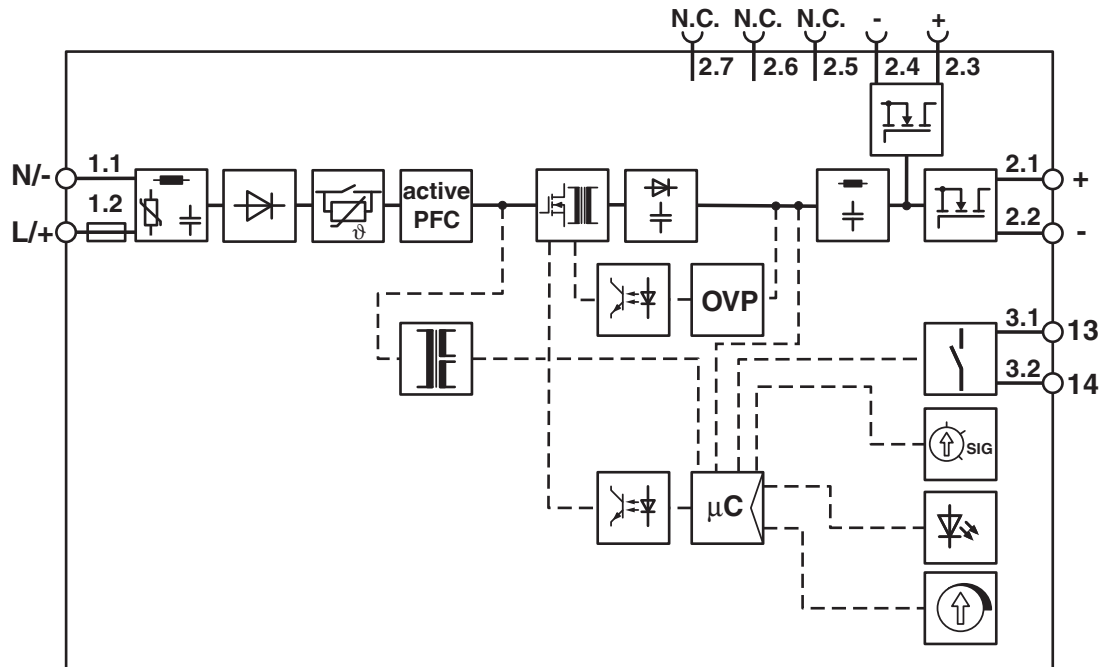 N.C. N.C. N.C. - +
2.7 2.6 2.5 2.4 2.3
N/- 1.1
L/+ 1.2
ϑ
active
PFC
2.1 +
2.2 -
OVP
3.1 13
3.2 14
SIG
µC